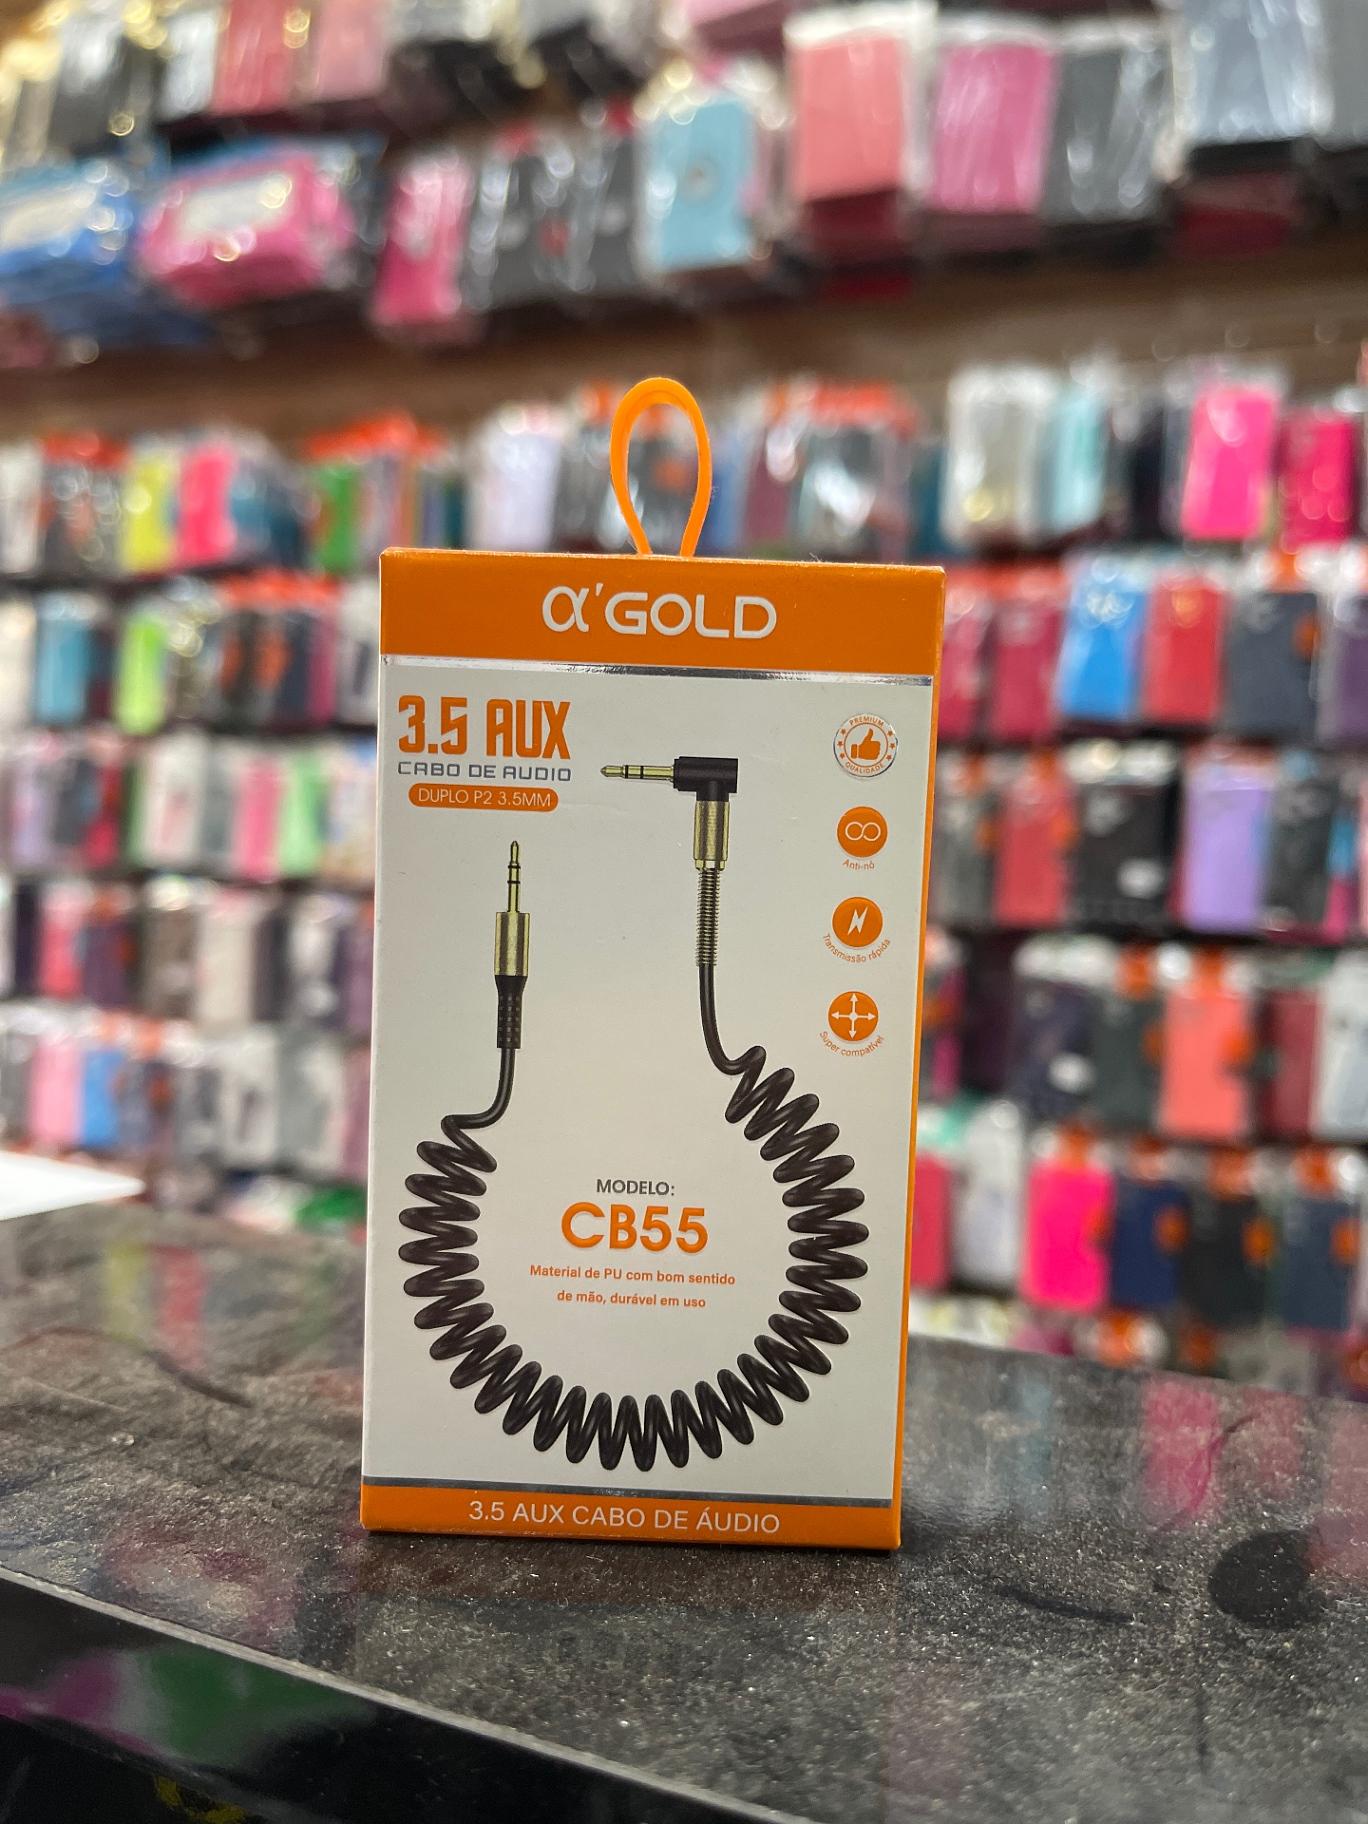 α'GOLD
3.5 AUX
CABO DE AUDIO
DUPLO P2 3.5MM
PREMIUM
QUALIDADE
Anti-nó
Transmissão rápida
Super compatível
MODELO:
CB55
Material de PU com bom sentido
de mão, durável em uso
3.5 AUX CABO DE ÁUDIO